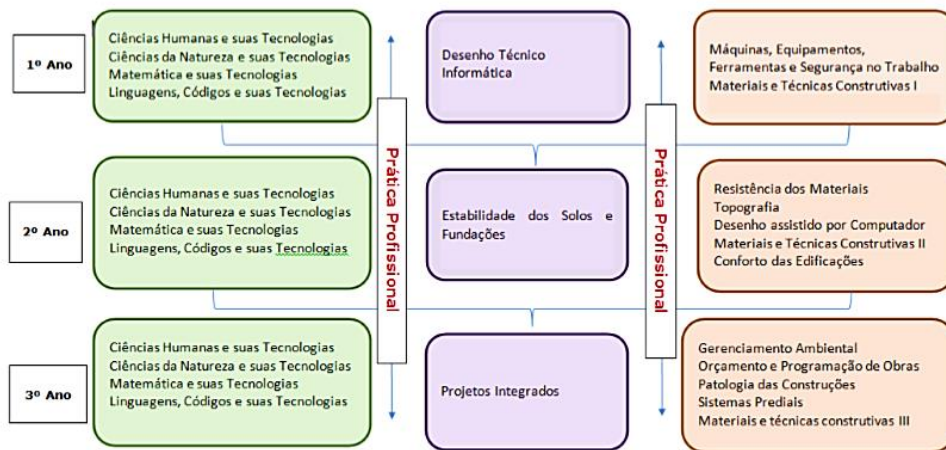 1º Ano
Ciências Humanas e suas Tecnologias
Ciências da Natureza e suas Tecnologias
Matemática e suas Tecnologias
Linguagens, Códigos e suas Tecnologias
Prática Profissional
Desenho Técnico
Informática
Prática Profissional
Máquinas, Equipamentos,
Ferramentas e Segurança no Trabalho
Materiais e Técnicas Construtivas I
2º Ano
Ciências Humanas e suas Tecnologias
Ciências da Natureza e suas Tecnologias
Matemática e suas Tecnologias
Linguagens, Códigos e suas Tecnologias
Estabilidade dos Solos e
Fundações
Resistência dos Materiais
Topografia
Desenho assistido por Computador
Materiais e Técnicas Construtivas II
Conforto das Edificações
3º Ano
Ciências Humanas e suas Tecnologias
Ciências da Natureza e suas Tecnologias
Matemática e suas Tecnologias
Linguagens, Códigos e suas Tecnologias
Projetos Integrados
Gerenciamento Ambiental
Orçamento e Programação de Obras
Patologia das Construções
Sistemas Prediais
Materiais e técnicas construtivas III